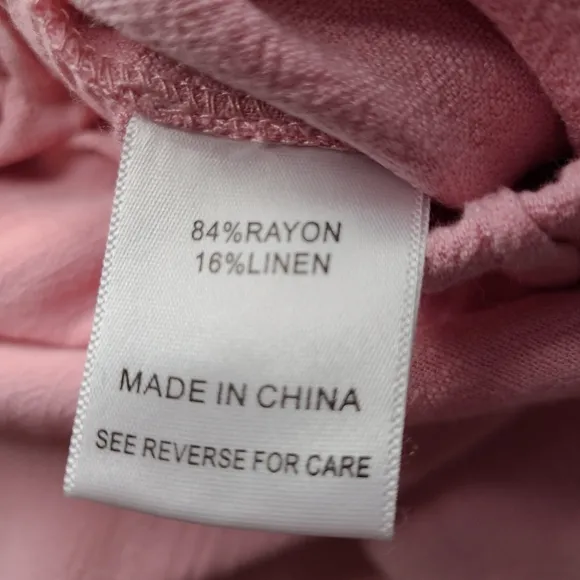 84%RAYON
16%LINEN
MADE IN CHINA
SEE REVERSE FOR CARE